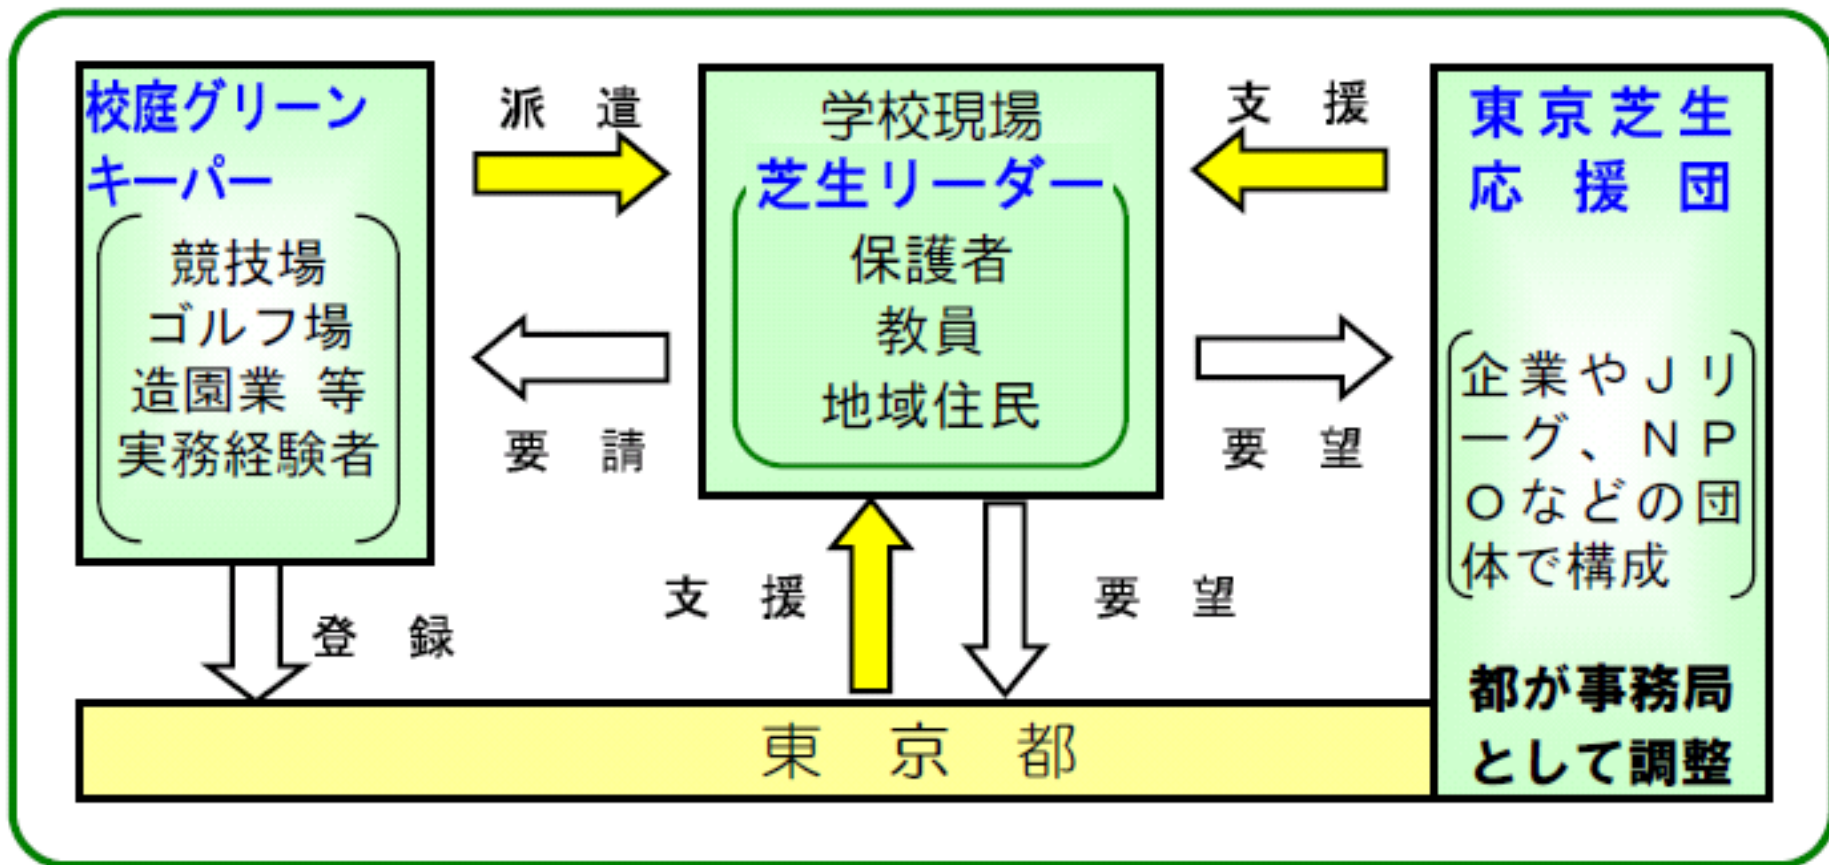 校庭グリーン
キーパー
競技場
ゴルフ場
造園業 等
実務経験者
派 遣
要 請
登 録
学校現場
芝生リーダー
保護者
教員
地域住民
支 援
要 望
支 援
要 望
東京芝生
応援団
企業やJリ
ーグ、NP
Oなどの団
体で構成
都が事務局
として調整
東 京 都